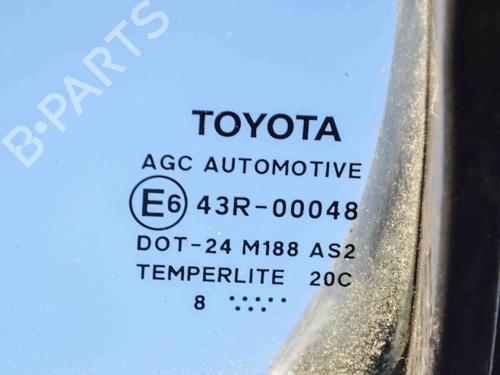 B-PARTS
TOYOTA
AGC AUTOMOTIVE
E6 43R-00048
DOT-24 M188 AS2
TEMPERLITE 20C
8